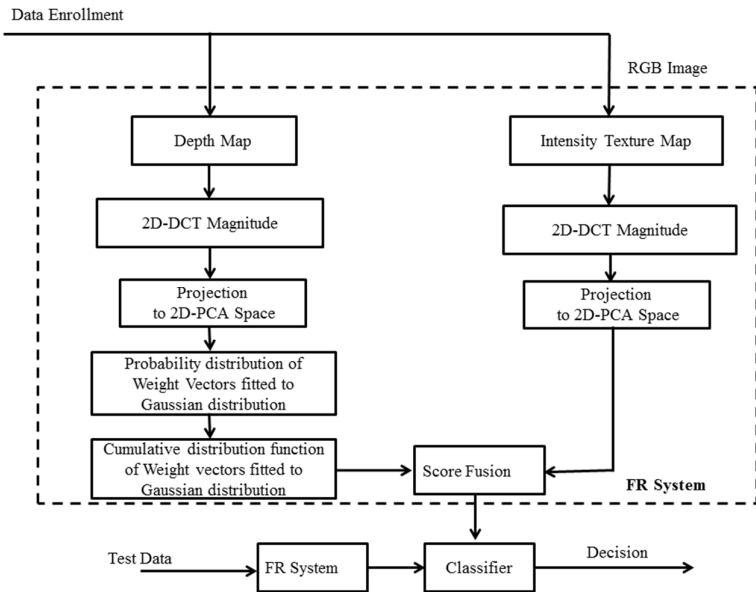 Data Enrollment
RGB Image
Depth Map
Intensity Texture Map
2D-DCT Magnitude
2D-DCT Magnitude
Projection
to 2D-PCA Space
Projection
to 2D-PCA Space
Probability distribution of
Weight Vectors fitted to
Gaussian distribution
Cumulative distribution function
of Weight vectors fitted to
Gaussian distribution
Score Fusion
FR System
Test Data
FR System
Classifier
Decision